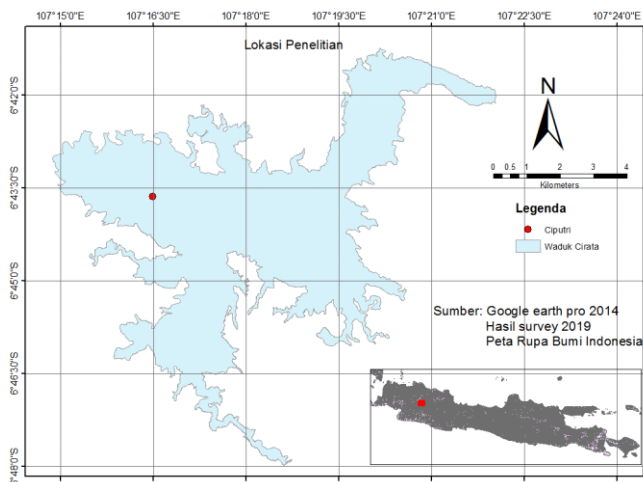 107°15'0"E 107°16'30"E 107°18'0"E 107°19'30"E 107°21'0"E 107°22'30"E 107°24'0"E
Lokasi Penelitian
6°42'0"S
6°43'30"S
6°45'0"S
6°46'30"S
6°48'0"S
N
0 0.5 1 2 3 4
Kilometers
Legenda
Ciputri
Waduk Cirata
Sumber: Google earth pro 2014
Hasil survey 2019
Peta Rupa Bumi Indonesia